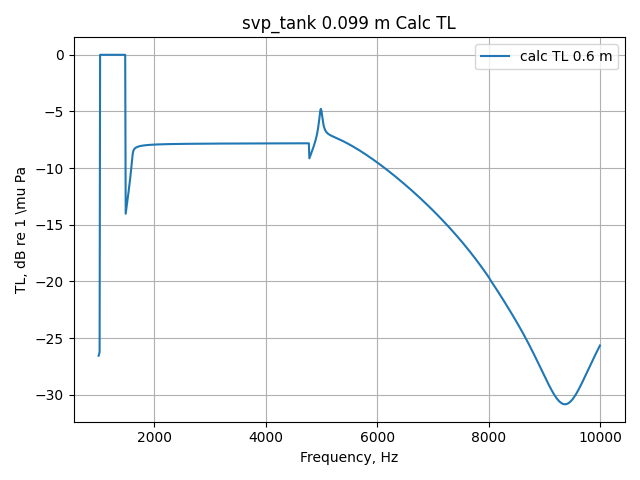 svp_tank 0.099 m Calc TL
calc TL 0.6 m
0
−5
−10
−15
−20
−25
−30
TL, dB re 1 \mu Pa
2000 4000 6000 8000 10000
Frequency, Hz